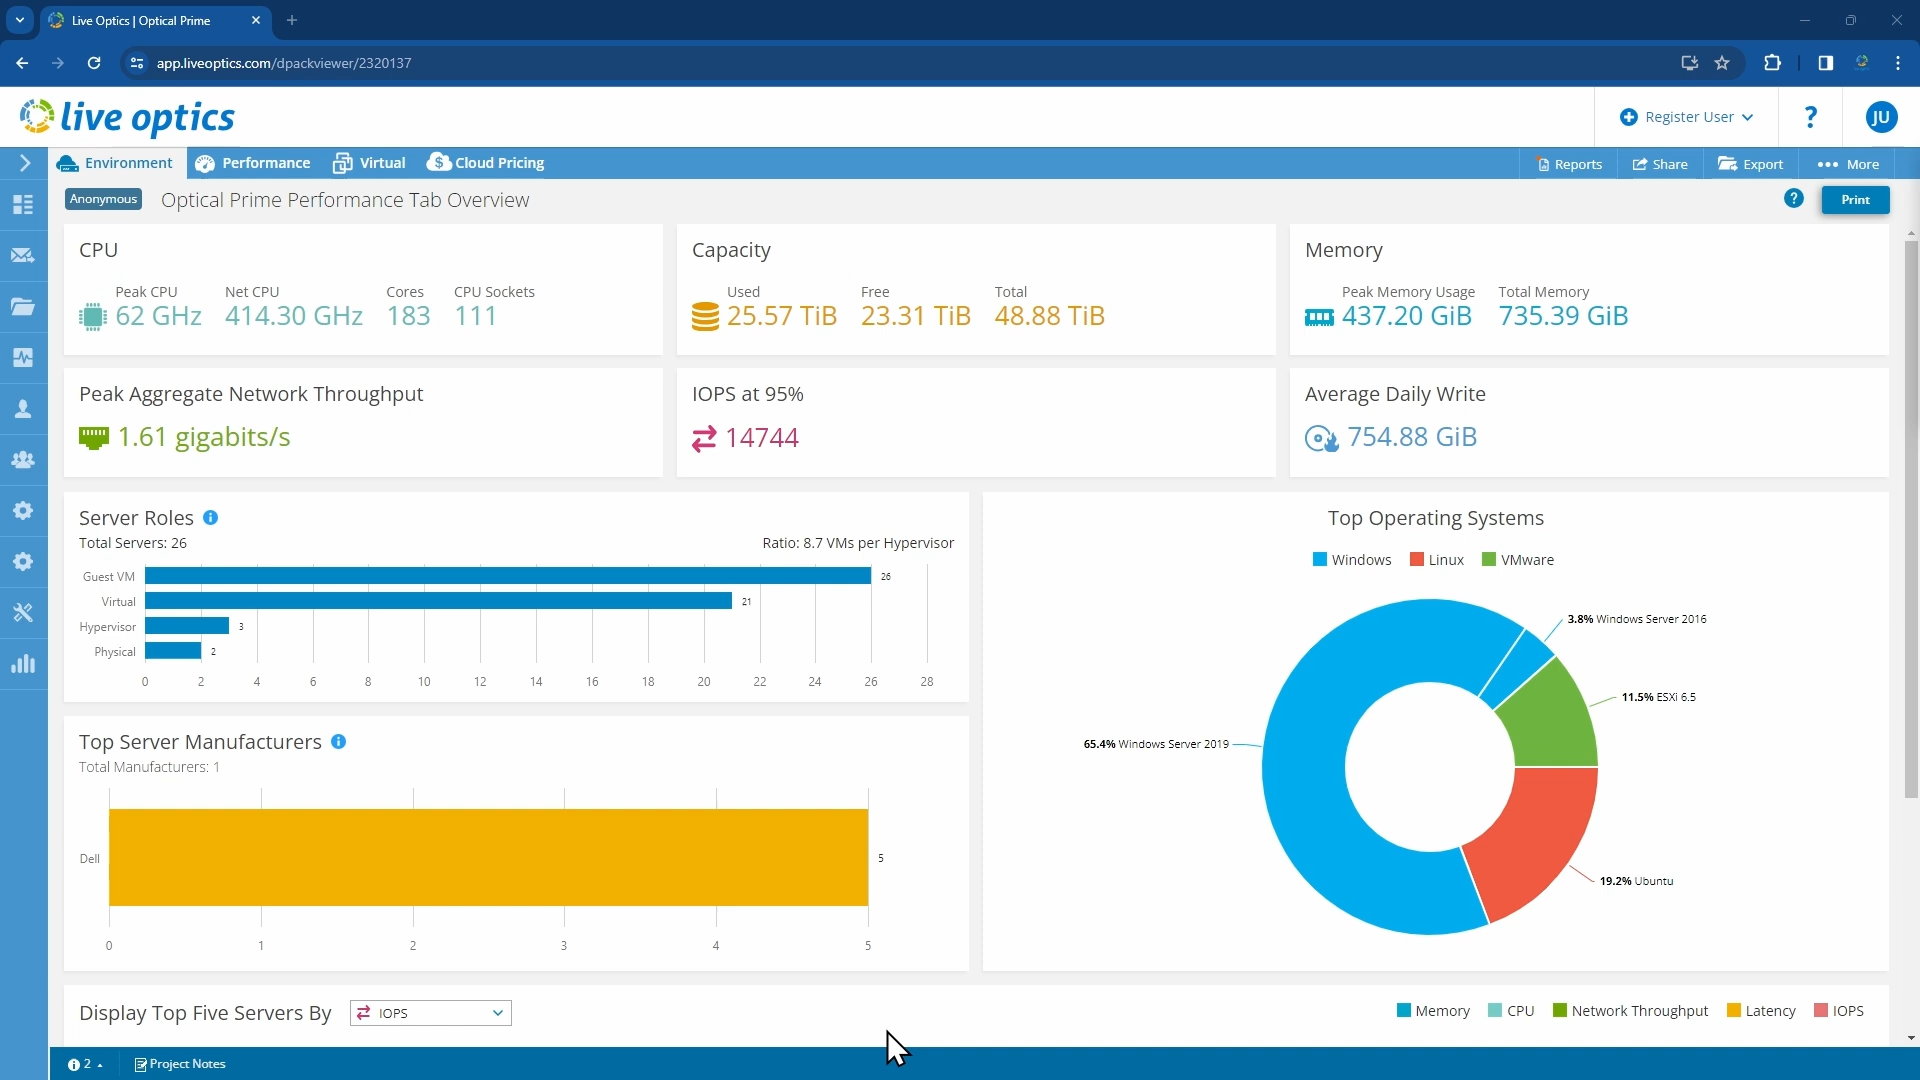 Live Optics | Optical Prime
app.liveoptics.com/dpackviewer/2320137
live optics
Register User
?
JU
Environment
Performance
Virtual
$ Cloud Pricing
Reports
Share
Export
More
Anonymous
Optical Prime Performance Tab Overview
?
Print
CPU
Peak CPU Net CPU Cores CPU Sockets
62 GHz 414.30 GHz 183 111
Capacity
Used Free Total
25.57 TiB 23.31 TiB 48.88 TiB
Memory
Peak Memory Usage Total Memory
437.20 GiB 735.39 GiB
Peak Aggregate Network Throughput
1.61 gigabits/s
IOPS at 95%
14744
Average Daily Write
754.88 GiB
Server Roles i
Total Servers: 26
Ratio: 8.7 VMs per Hypervisor
Guest VM 26
Virtual 21
Hypervisor 3
Physical 2
0 2 4 6 8 10 12 14 16 18 20 22 24 26 28
Top Server Manufacturers i
Total Manufacturers: 1
Dell 5
0 1 2 3 4 5
Top Operating Systems
Windows Linux VMware
3.8% Windows Server 2016
11.5% ESXi 6.5
65.4% Windows Server 2019
19.2% Ubuntu
Display Top Five Servers By
IOPS
Memory CPU Network Throughput Latency IOPS
i 2
Project Notes